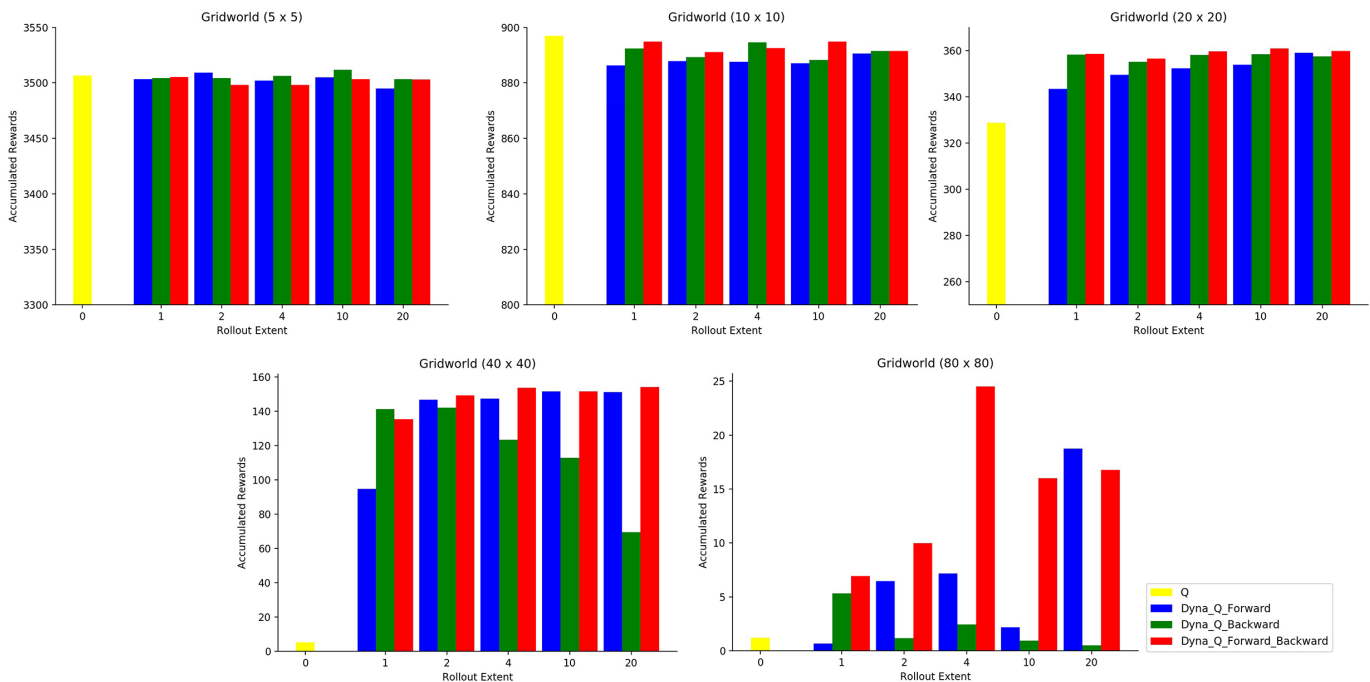 Gridworld (5 x 5)
Accumulated Rewards
3550
3500
3450
3400
3350
3300
0 1 2 4 10 20
Rollout Extent
Gridworld (10 x 10)
Accumulated Rewards
900
880
860
840
820
800
0 1 2 4 10 20
Rollout Extent
Gridworld (20 x 20)
Accumulated Rewards
360
340
320
300
280
260
0 1 2 4 10 20
Rollout Extent
Gridworld (40 x 40)
Accumulated Rewards
160
140
120
100
80
60
40
20
0
0 1 2 4 10 20
Rollout Extent
Gridworld (80 x 80)
Accumulated Rewards
25
20
15
10
5
0
0 1 2 4 10 20
Rollout Extent
Q
Dyna_Q_Forward
Dyna_Q_Backward
Dyna_Q_Forward_Backward